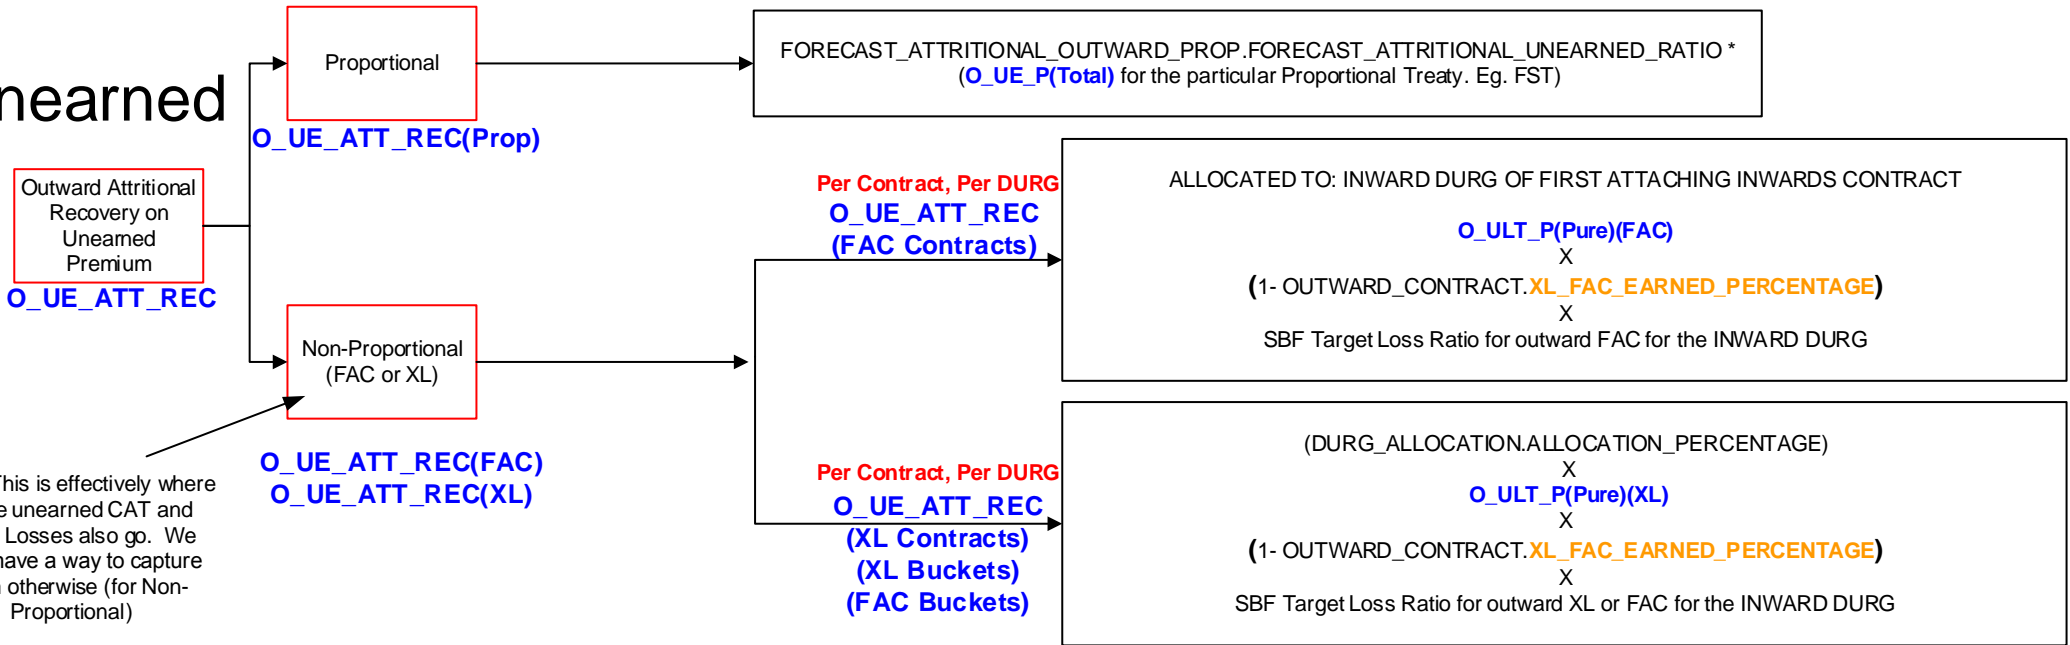 nearned
Outward Attritional
Recovery on
Unearned
Premium
O_UE_ATT_REC
Proportional
O_UE_ATT_REC(Prop)
FORECAST_ATTRITIONAL_OUTWARD_PROP.FORECAST_ATTRITIONAL_UNEARNED_RATIO *
(O_UE_P(Total) for the particular Proportional Treaty. Eg. FST)
Non-Proportional
(FAC or XL)
O_UE_ATT_REC(FAC)
O_UE_ATT_REC(XL)
his is effectively where
e unearned CAT and
Losses also go. We
have a way to capture
otherwise (for Non-
Proportional)
Per Contract, Per DURG
O_UE_ATT_REC
(FAC Contracts)
ALLOCATED TO: INWARD DURG OF FIRST ATTACHING INWARDS CONTRACT
O_ULT_P(Pure)(FAC)
X
(1- OUTWARD_CONTRACT.XL_FAC_EARNED_PERCENTAGE)
X
SBF Target Loss Ratio for outward FAC for the INWARD DURG
Per Contract, Per DURG
O_UE_ATT_REC
(XL Contracts)
(XL Buckets)
(FAC Buckets)
(DURG_ALLOCATION.ALLOCATION_PERCENTAGE)
X
O_ULT_P(Pure)(XL)
X
(1- OUTWARD_CONTRACT.XL_FAC_EARNED_PERCENTAGE)
X
SBF Target Loss Ratio for outward XL or FAC for the INWARD DURG